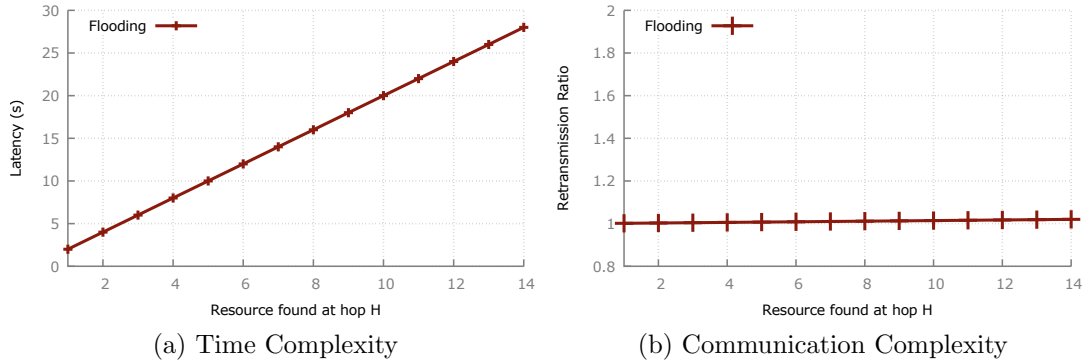 30
25
20
15
10
5
0
Latency (s)
Flooding
2 4 6 8 10 12 14
Resource found at hop H
(a) Time Complexity
2
1.8
1.6
1.4
1.2
1
0.8
Retransmission Ratio
Flooding
2 4 6 8 10 12 14
Resource found at hop H
(b) Communication Complexity